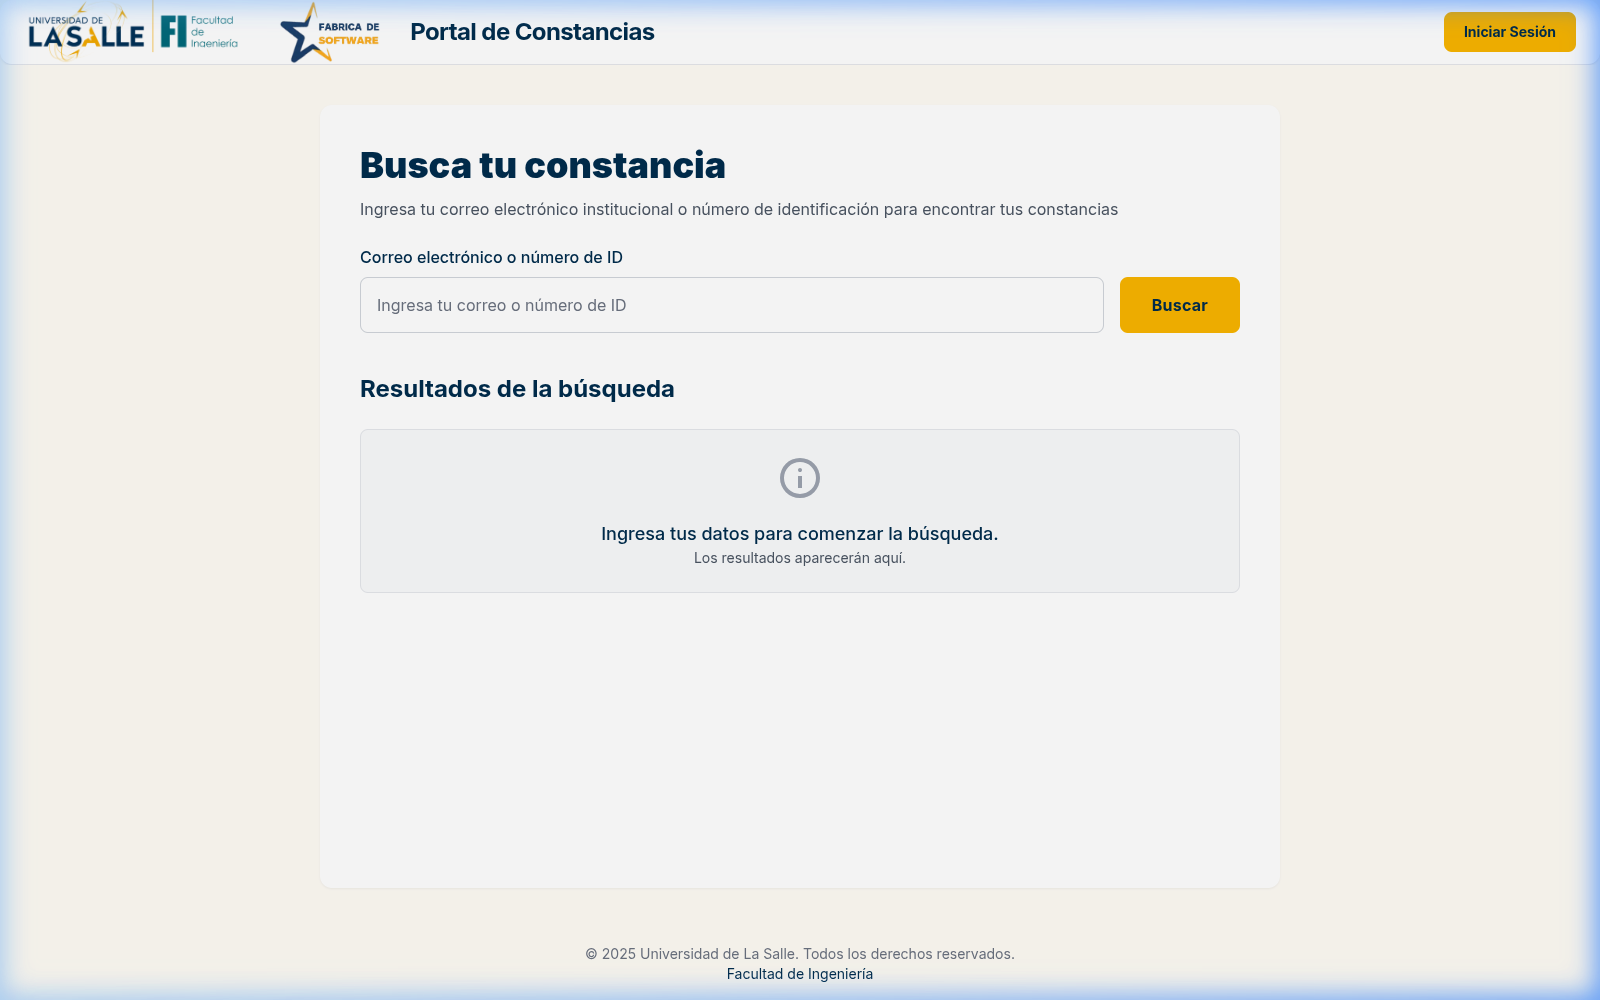 UNIVERSIDAD DE
LASALLE
FI
Facultad
de
Ingeniería
FABRICA DE
SOFTWARE
Portal de Constancias
Iniciar Sesión
Busca tu constancia
Ingresa tu correo electrónico institucional o número de identificación para encontrar tus constancias
Correo electrónico o número de ID
Ingresa tu correo o número de ID
Buscar
Resultados de la búsqueda
Ingresa tus datos para comenzar la búsqueda.
Los resultados aparecerán aquí.
© 2025 Universidad de La Salle. Todos los derechos reservados.
Facultad de Ingeniería